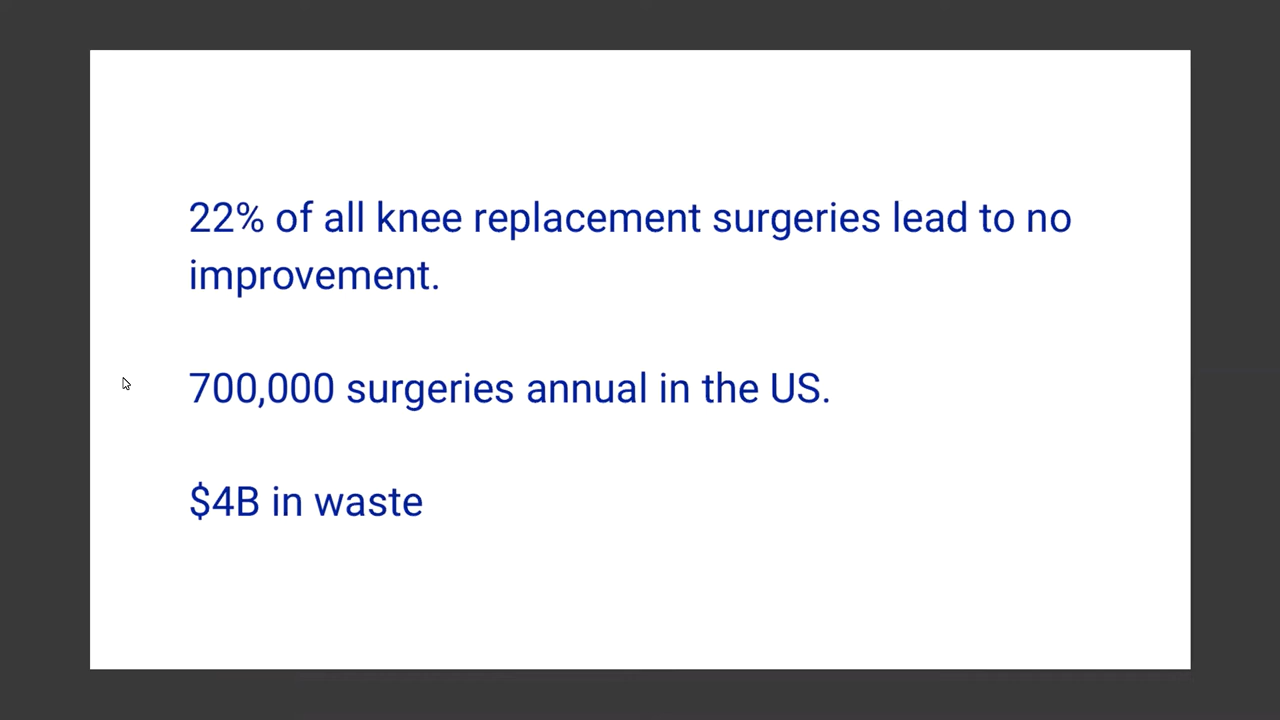 22% of all knee replacement surgeries lead to no
improvement.
700,000 surgeries annual in the US.
$4B in waste